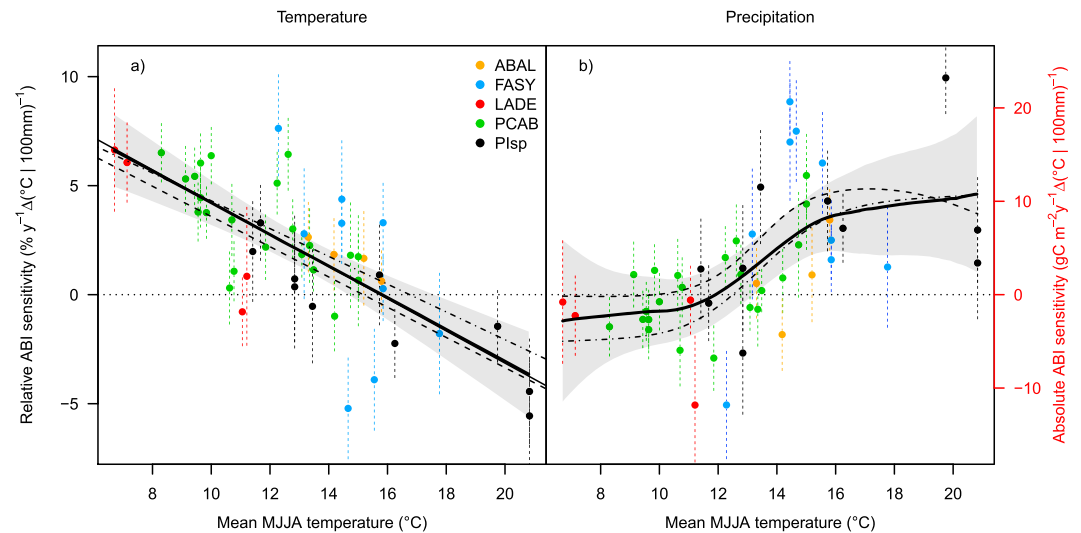 Temperature
Precipitation
a)
b)
ABAL
FASY
LADE
PCAB
PIsp
10
5
0
−5
Relative ABI sensitivity (% y⁻¹Δ(°C | 100mm)⁻¹)
20
10
0
−10
Absolute ABI sensitivity (gC m⁻²y⁻¹Δ(°C | 100mm)⁻¹)
8 10 12 14 16 18 20
8 10 12 14 16 18 20
Mean MJJA temperature (°C)
Mean MJJA temperature (°C)